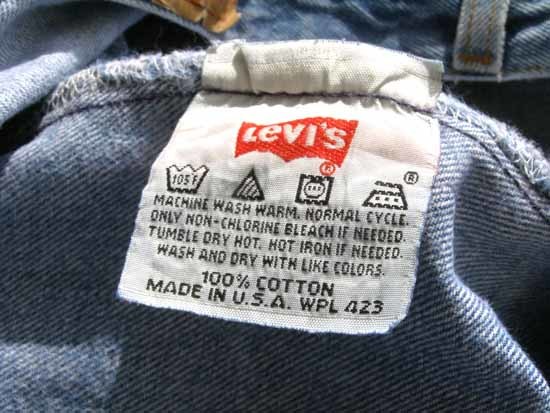 Levi's
®
105F
®
MACHINE WASH WARM. NORMAL CYCLE.
ONLY NON-CHLORINE BLEACH IF NEEDED.
TUMBLE DRY HOT. HOT IRON IF NEEDED.
WASH AND DRY WITH LIKE COLORS.
100% COTTON
MADE IN U.S.A. WPL 423